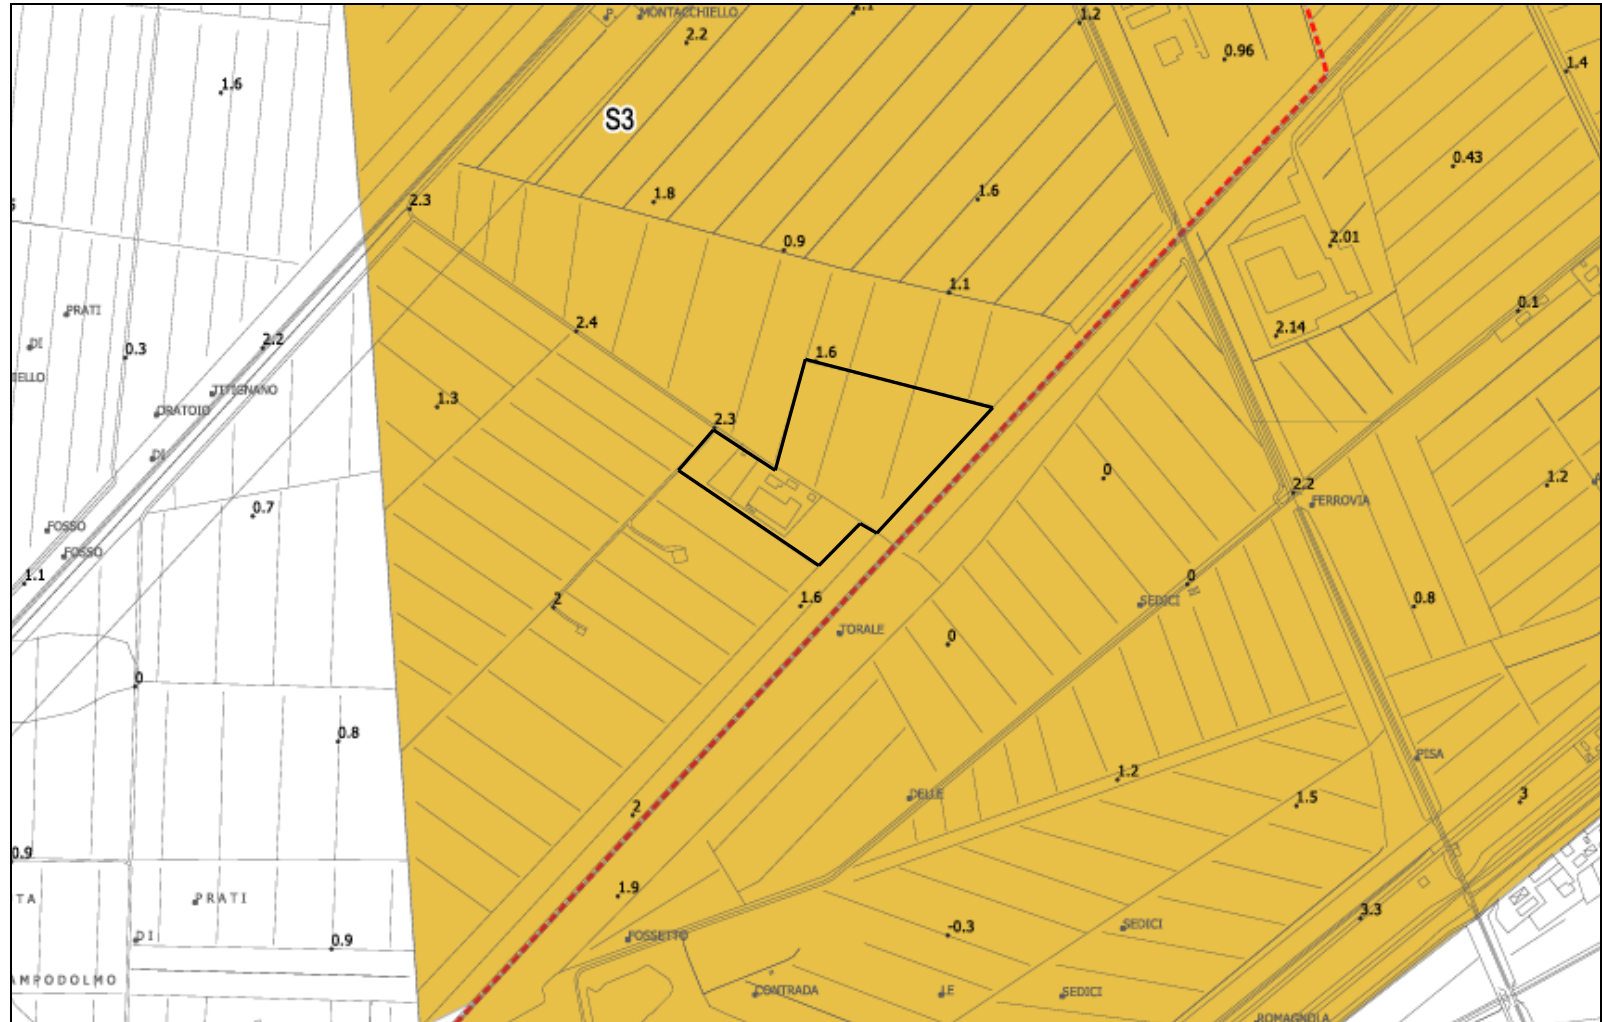 P.
MONTACCHIELLO
2.1
1.2
2.2
0.96
1.4
1.6
S3
0.43
1.8
1.6
2.3
2.01
0.9
1.1
0.1
PRATI
2.4
2.14
DI
0.3
2.2
1.6
IELLO
TITIGNANO
1.3
ORATOIO
2.3
DI
0
1.2
2.2
FERROVIA
0.7
FOSSO
FOSSO
1.1
0
2
1.6
SEDICI
0.8
TORALE
0
0
0.8
PISA
1.2
DELLE
1.5
3
2
0.9
1.9
TA
PRATI
3.3
-0.3
SEDICI
FOSSETTO
DI
0.9
AMPODOLMO
CONTRADA
LE
SEDICI
ROMAGNOLA